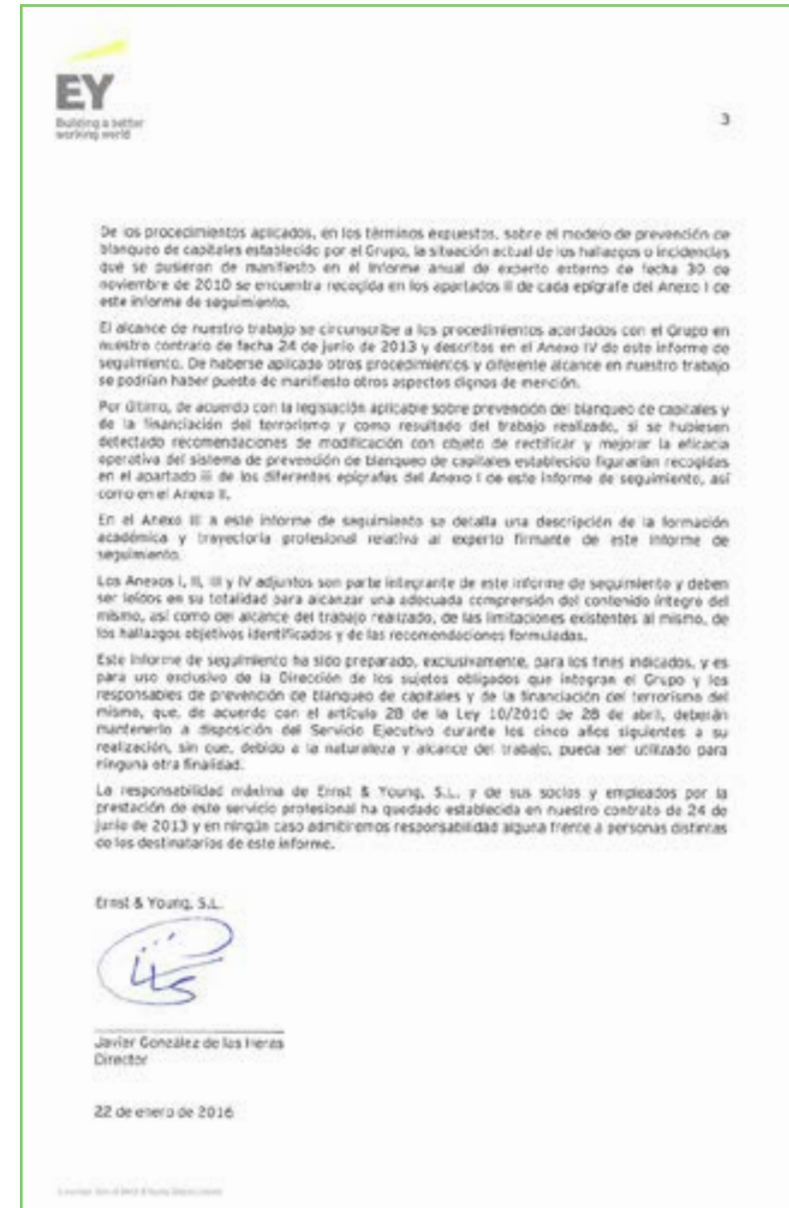 EY
Building a better
working world
3
De los procedimientos aplicados, en los términos expuestos, sobre el modelo de prevención de
blanqueo de capitales establecido por el Grupo, la situación actual de los hallazgos o incidencias
que se pusieron de manifiesto en el Informe anual de experto externo de fecha 30 de
noviembre de 2010 se encuentra recogida en los apartados II de cada epígrafe del Anexo I de
este informe de seguimiento.
El alcance de nuestro trabajo se circunscribe a los procedimientos acordados con el Grupo en
nuestro contrato de fecha 24 de junio de 2013 y descritos en el Anexo IV de este informe de
seguimiento. De haberse aplicado otros procedimientos y diferente alcance en nuestro trabajo
se podrían haber puesto de manifiesto otros aspectos dignos de mención.
Por último, de acuerdo con la legislación aplicable sobre prevención del blanqueo de capitales y
de la financiación del terrorismo y como resultado del trabajo realizado, si se hubiesen
detectado recomendaciones de modificación con objeto de rectificar y mejorar la eficacia
operativa del sistema de prevención de blanqueo de capitales establecido figurarían recogidas
en el apartado iii de los diferentes epígrafes del Anexo I de este informe de seguimiento, así
como en el Anexo II.
En el Anexo III a este informe de seguimiento se detalla una descripción de la formación
académica y trayectoria profesional relativa al experto firmante de este informe de
seguimiento.
Los Anexos I, II, III y IV adjuntos son parte integrante de este informe de seguimiento y deben
ser leídos en su totalidad para alcanzar una adecuada comprensión del contenido íntegro del
mismo, así como del alcance del trabajo realizado, de las limitaciones existentes al mismo, de
los hallazgos objetivos identificados y de las recomendaciones formuladas.
Este informe de seguimiento ha sido preparado, exclusivamente, para los fines indicados, y es
para uso exclusivo de la Dirección de los sujetos obligados que integran el Grupo y los
responsables de prevención de blanqueo de capitales y de la financiación del terrorismo del
mismo, que, de acuerdo con el artículo 28 de la Ley 10/2010 de 28 de abril, deberán
mantenerlo a disposición del Servicio Ejecutivo durante los cinco años siguientes a su
realización, sin que, debido a la naturaleza y alcance del trabajo, pueda ser utilizado para
ninguna otra finalidad.
La responsabilidad máxima de Ernst & Young, S.L. y de sus socios y empleados por la
prestación de este servicio profesional ha quedado establecida en nuestro contrato de 24 de
junio de 2013 y en ningún caso admitiremos responsabilidad alguna frente a personas distintas
de los destinatarios de este informe.
Ernst & Young, S.L.
Javier González de las Heras
Director
22 de enero de 2016